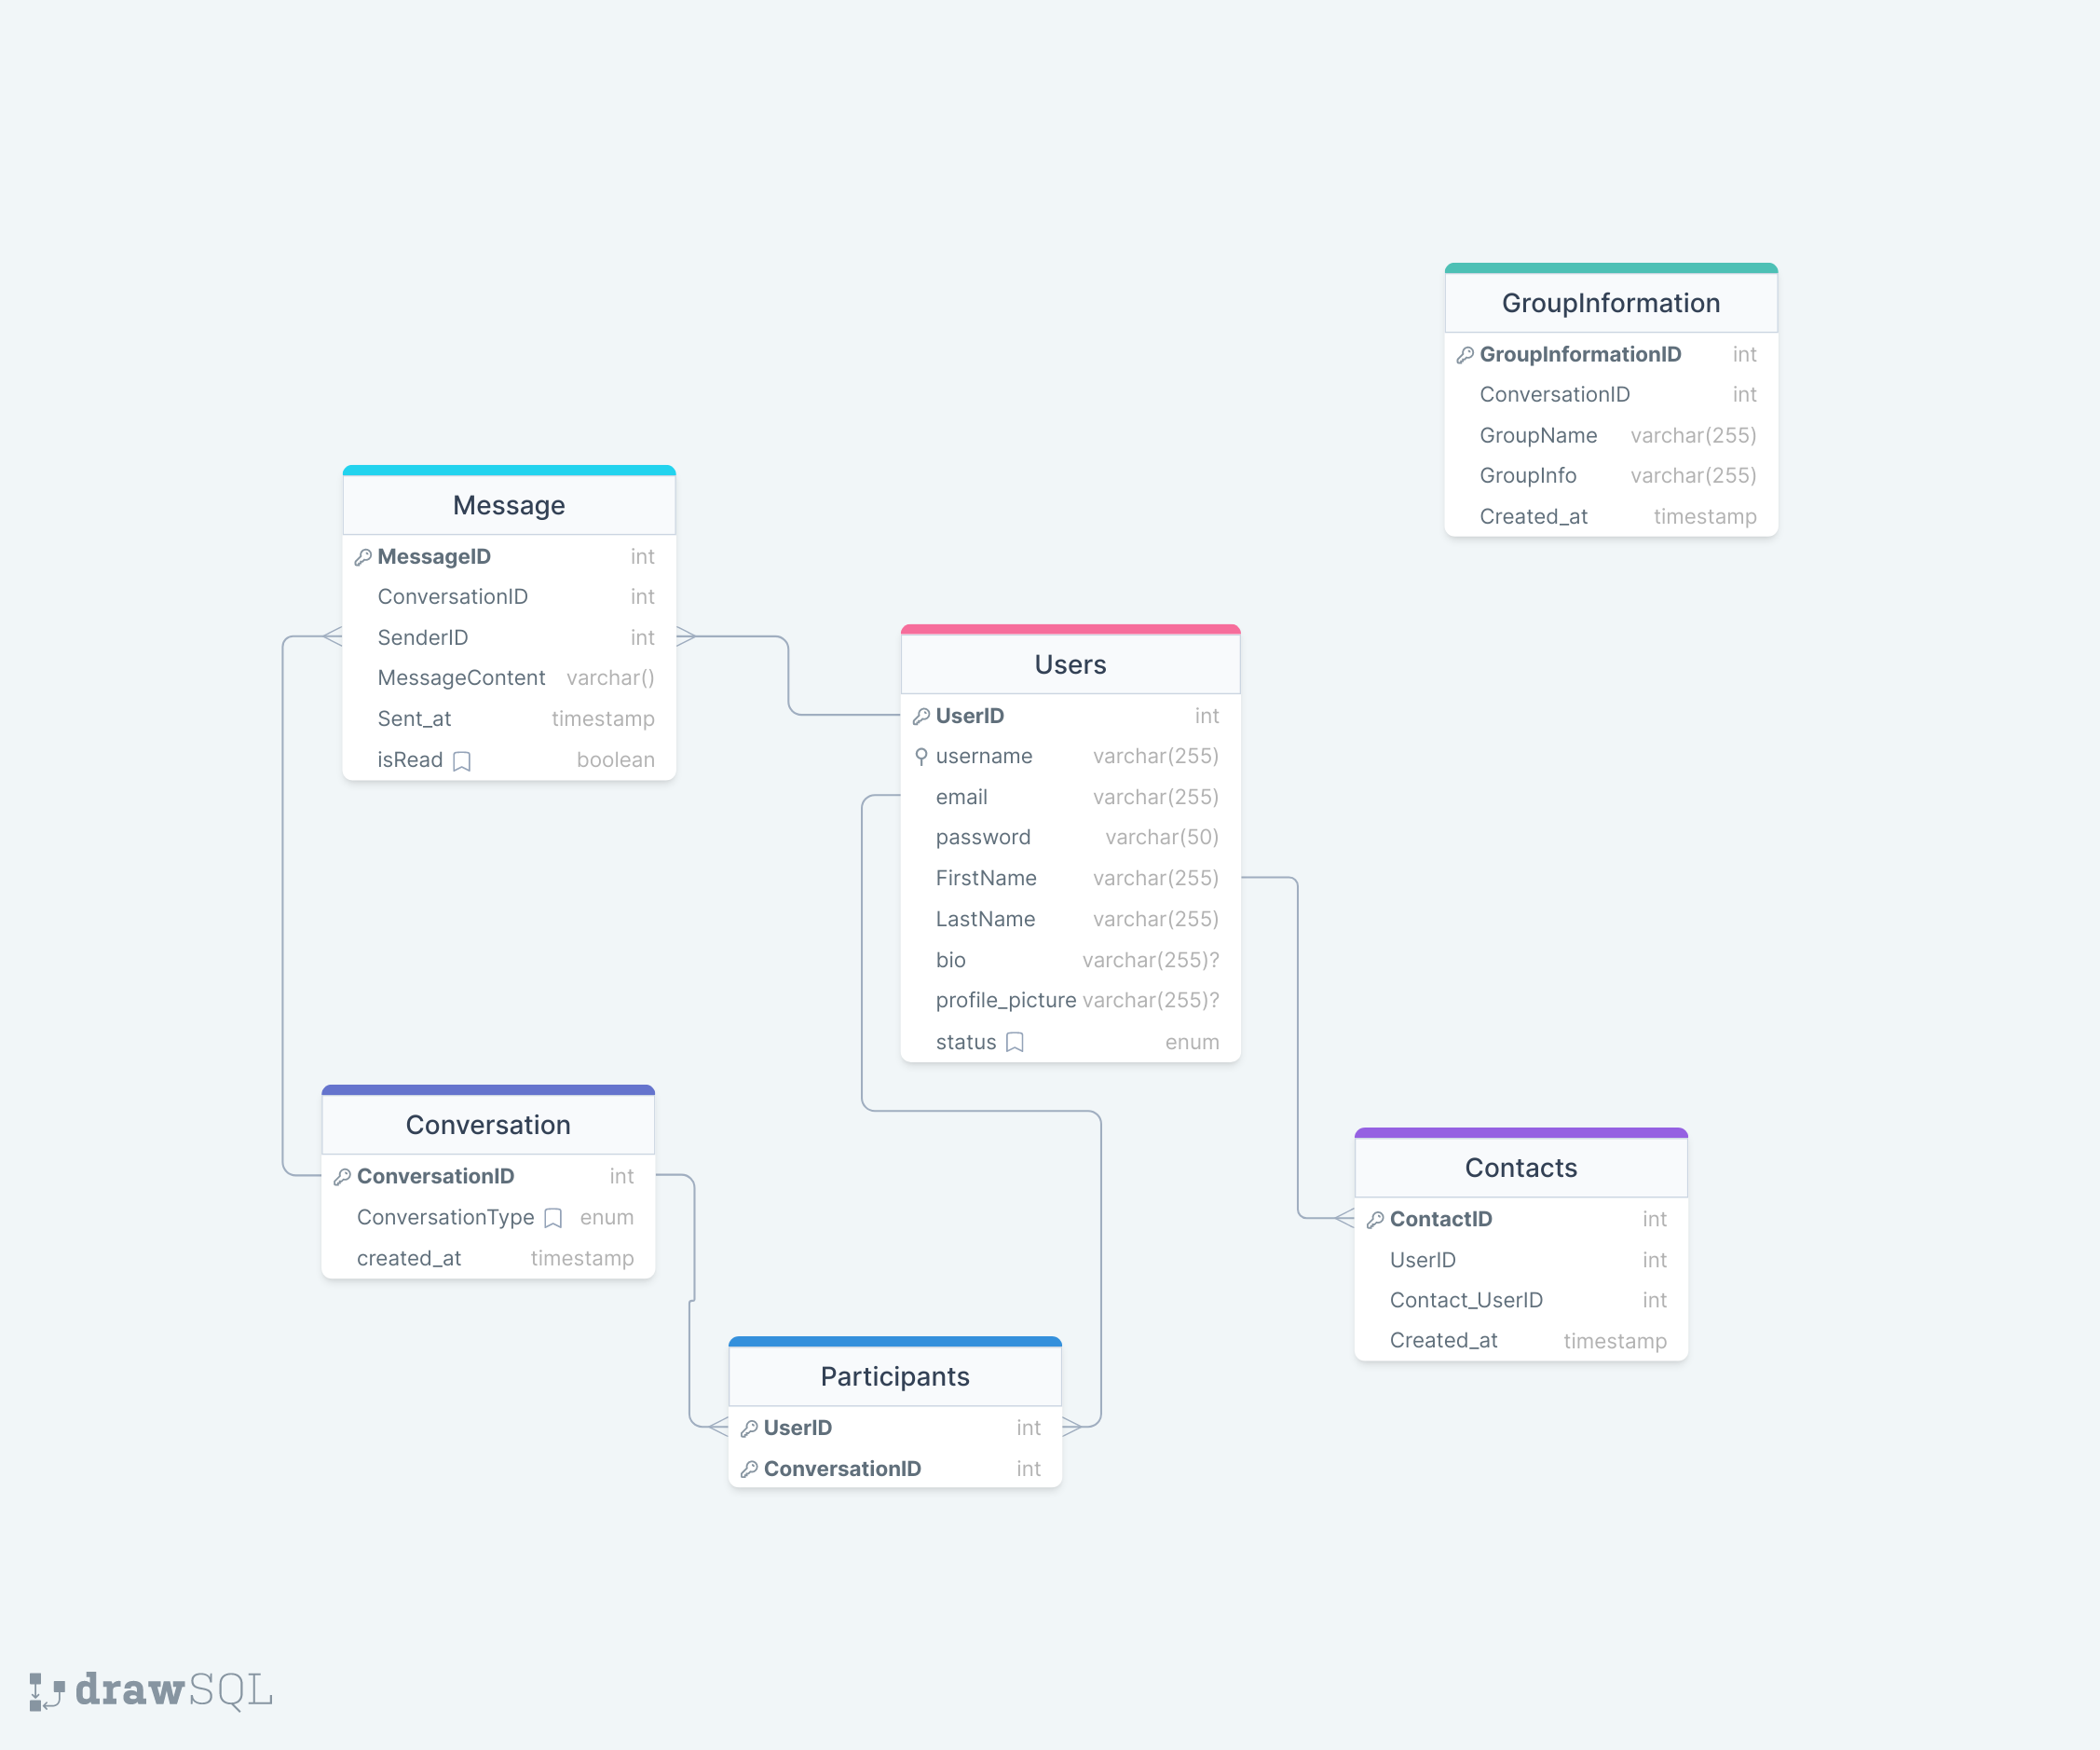 GroupInformation
GroupInformationID int
ConversationID int
GroupName varchar(255)
GroupInfo varchar(255)
Created_at timestamp
Message
MessageID int
ConversationID int
SenderID int
MessageContent varchar()
Sent_at timestamp
isRead boolean
Users
UserID int
username varchar(255)
email varchar(255)
password varchar(50)
FirstName varchar(255)
LastName varchar(255)
bio varchar(255)?
profile_picture varchar(255)?
status enum
Conversation
ConversationID int
ConversationType enum
created_at timestamp
Contacts
ContactID int
UserID int
Contact_UserID int
Created_at timestamp
Participants
UserID int
ConversationID int
drawSQL